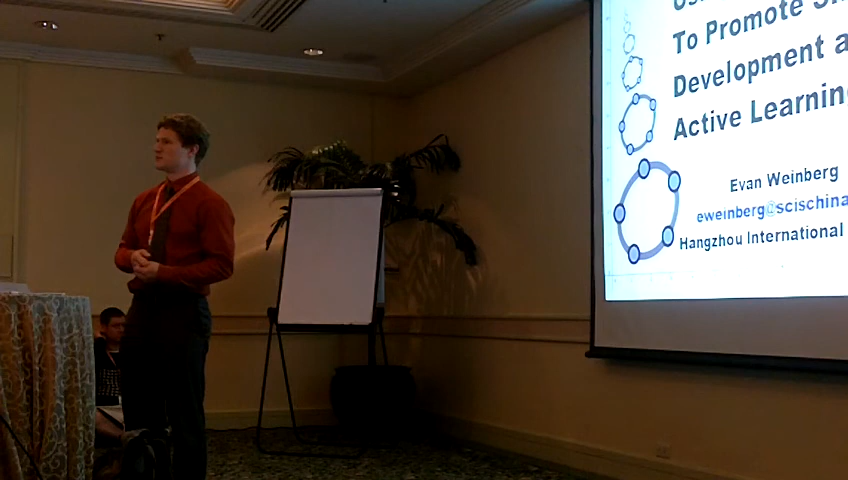 To Promote
Development
Active Learnin
Evan Weinberg
eweinberg@scischina
Hangzhou International